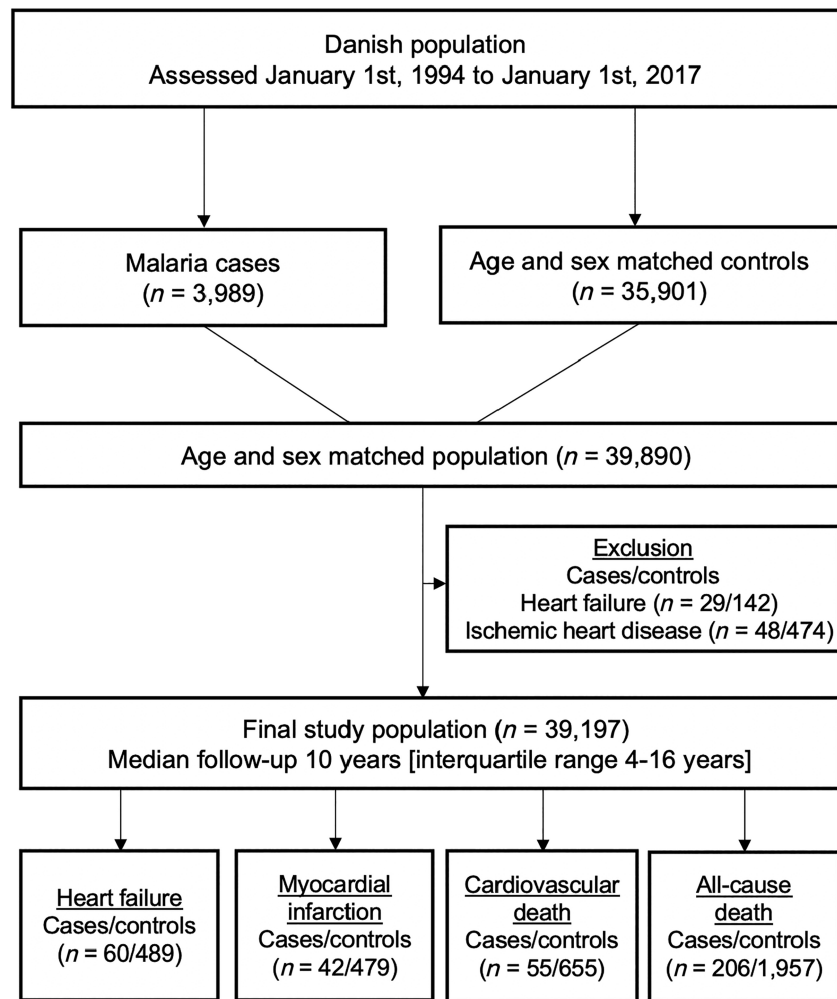 Danish population
Assessed January 1st, 1994 to January 1st, 2017
Malaria cases
(n = 3,989)
Age and sex matched controls
(n = 35,901)
Age and sex matched population (n = 39,890)
Exclusion
Cases/controls
Heart failure (n = 29/142)
Ischemic heart disease (n = 48/474)
Final study population (n = 39,197)
Median follow-up 10 years [interquartile range 4-16 years]
Heart failure
Cases/controls
(n = 60/489)
Myocardial
infarction
Cases/controls
(n = 42/479)
Cardiovascular
death
Cases/controls
(n = 55/655)
All-cause
death
Cases/controls
(n = 206/1,957)